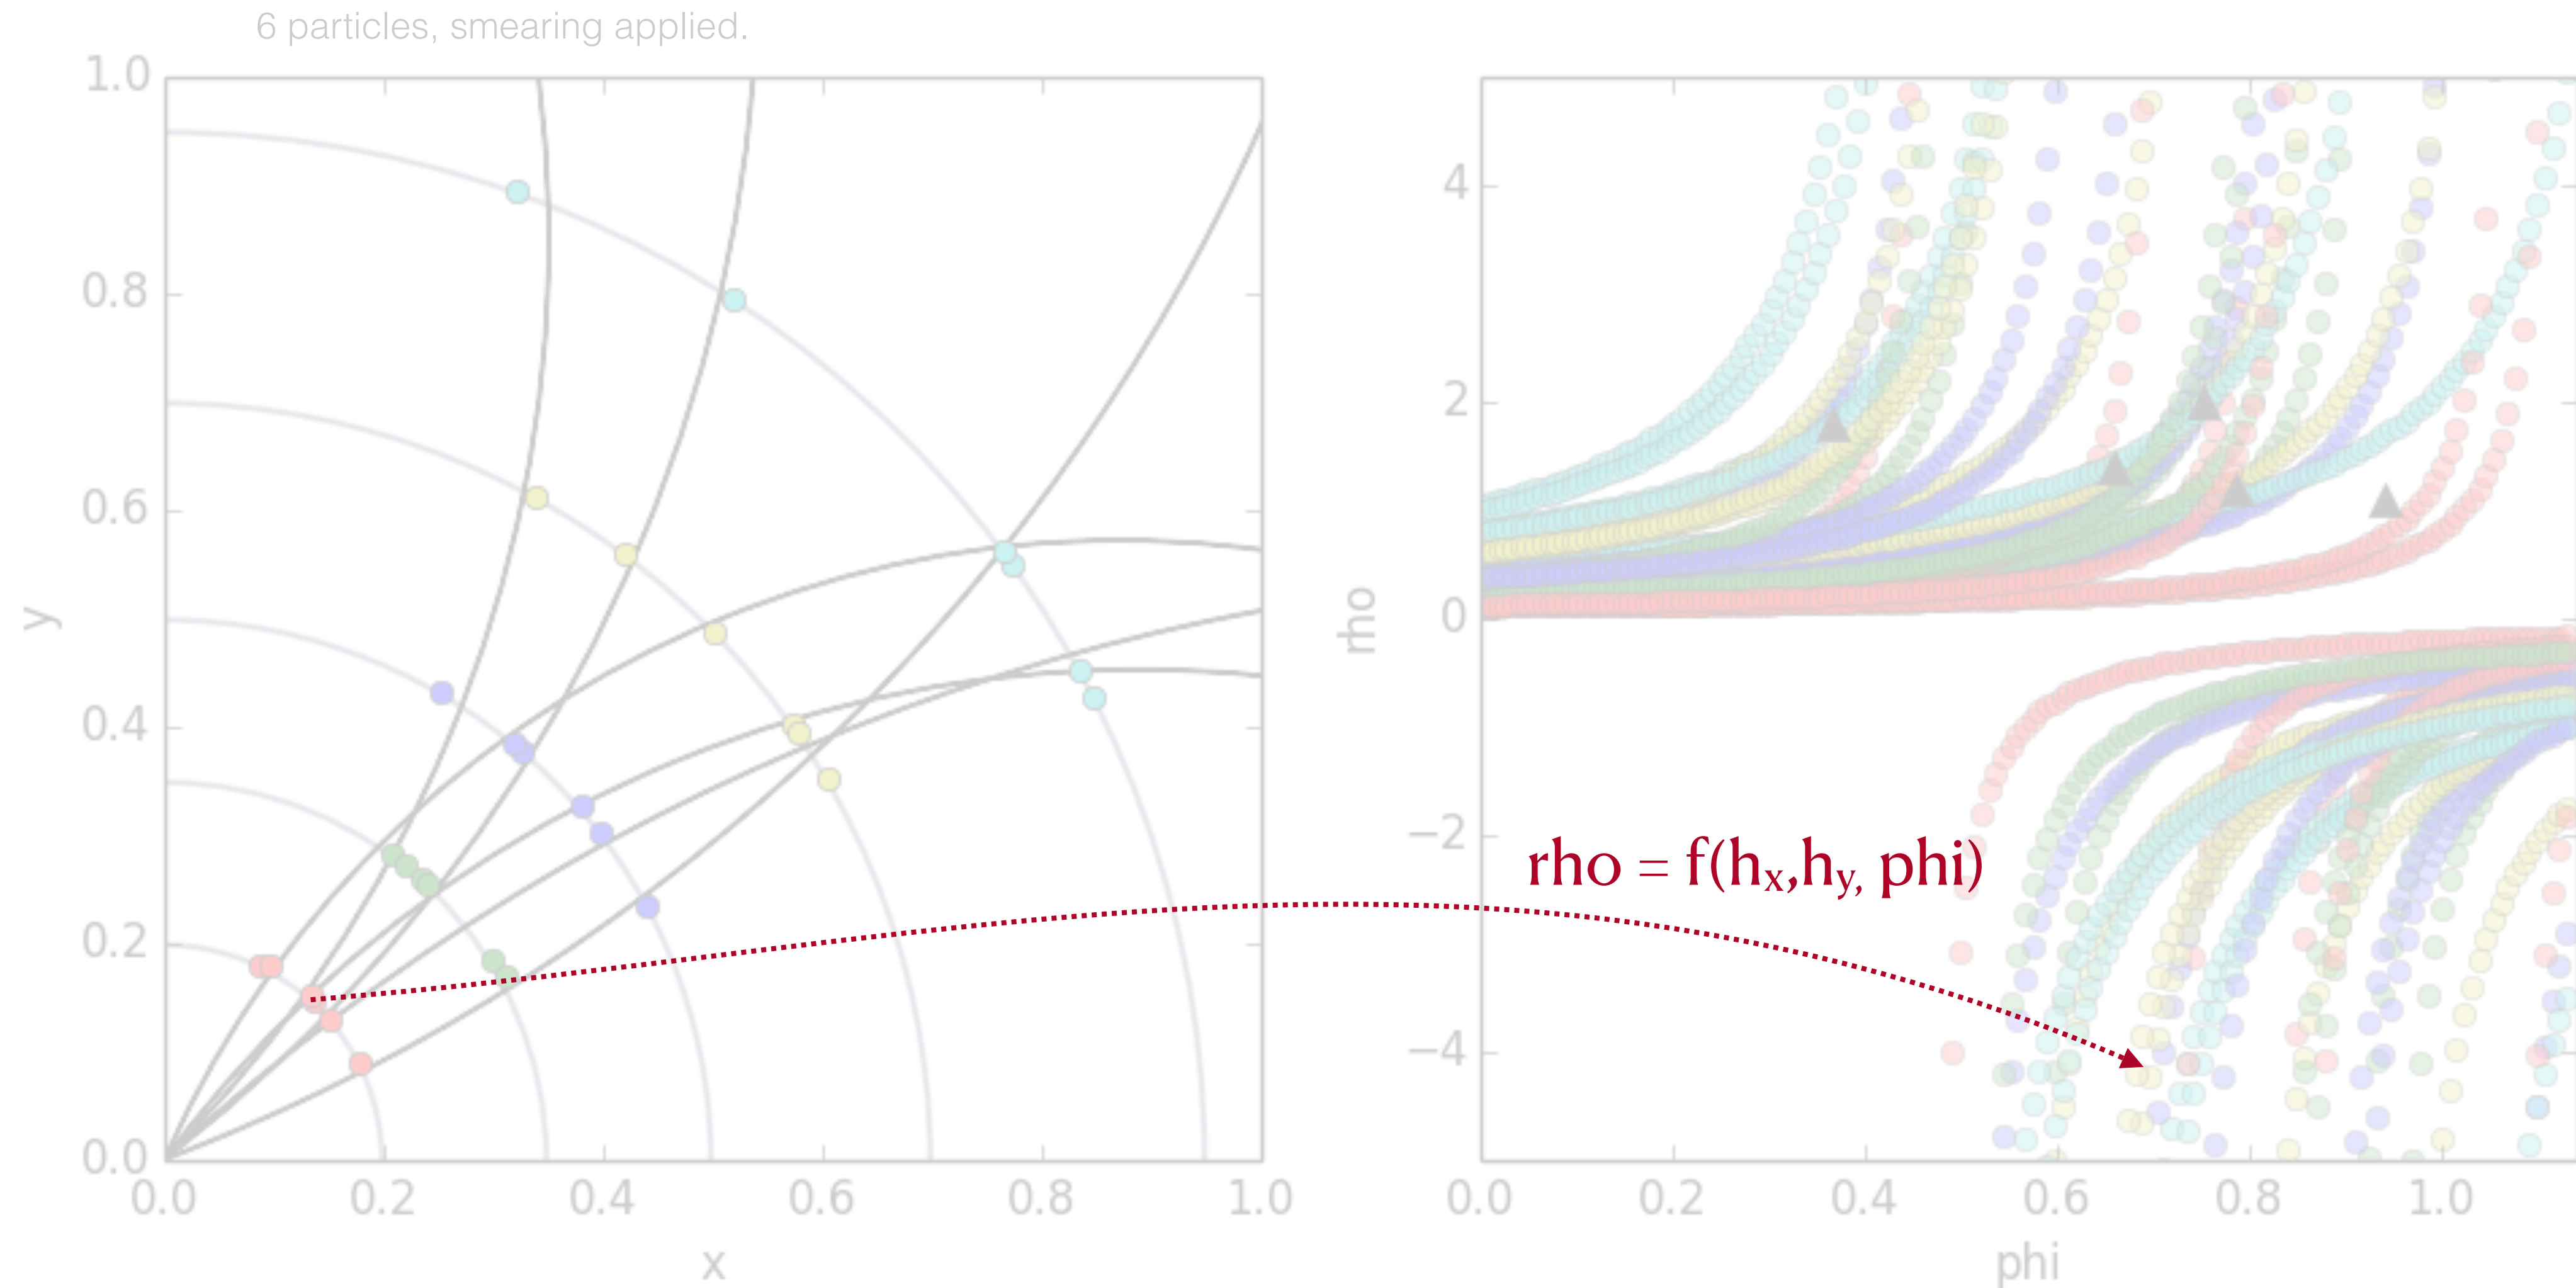 6 particles, smearing applied.
1.0
0.8
0.6
0.4
0.2
0.0
y
0.0 0.2 0.4 0.6 0.8 1.0
x
4
2
0
−2
−4
rho
rho = f(hx,hy, phi)
0.0 0.2 0.4 0.6 0.8 1.0
phi